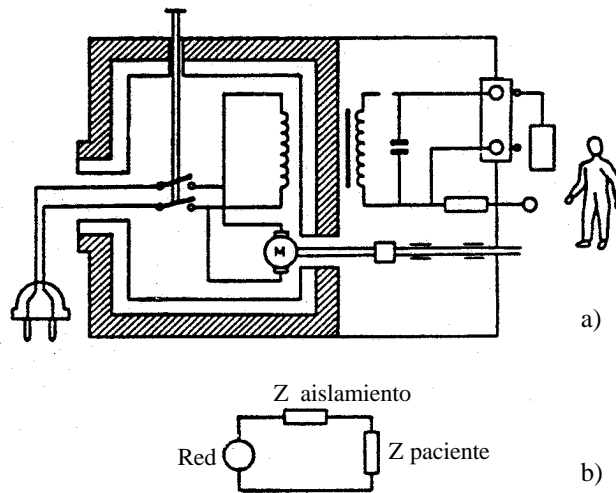 M
a)
Z aislamiento
Red
Z paciente
b)